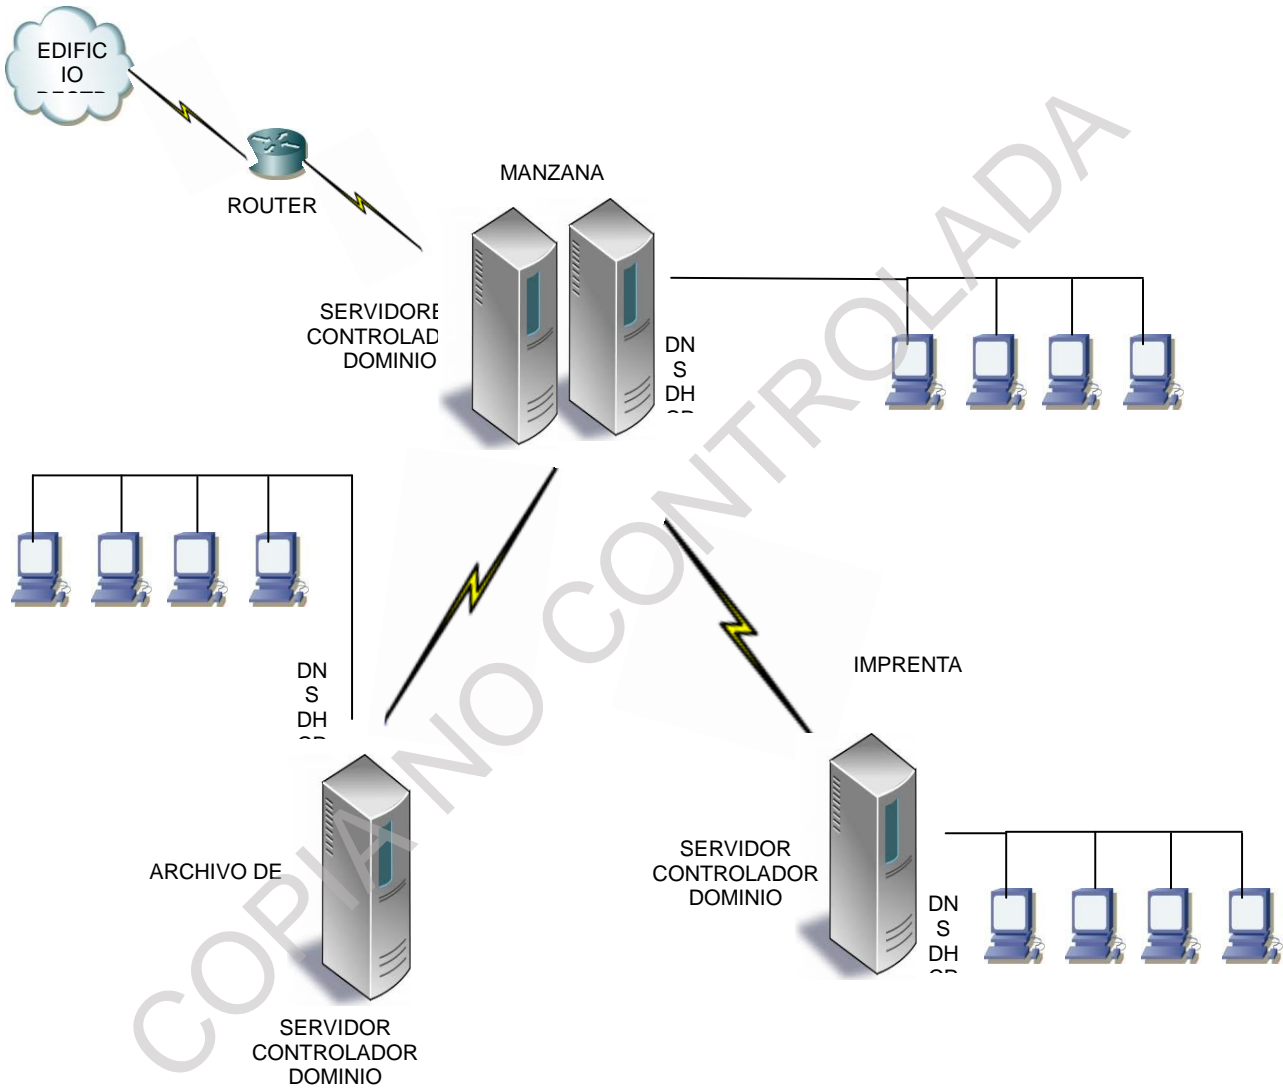 EDIFIC
IO
ROUTER
MANZANA
SERVIDORE
CONTROLAD
DOMINIO
DN
S
DH
DN
S
DH
IMPRENTA
ARCHIVO DE
SERVIDOR
CONTROLADOR
DOMINIO
DN
S
DH
SERVIDOR
CONTROLADOR
DOMINIO
COPIA NO CONTROLADA